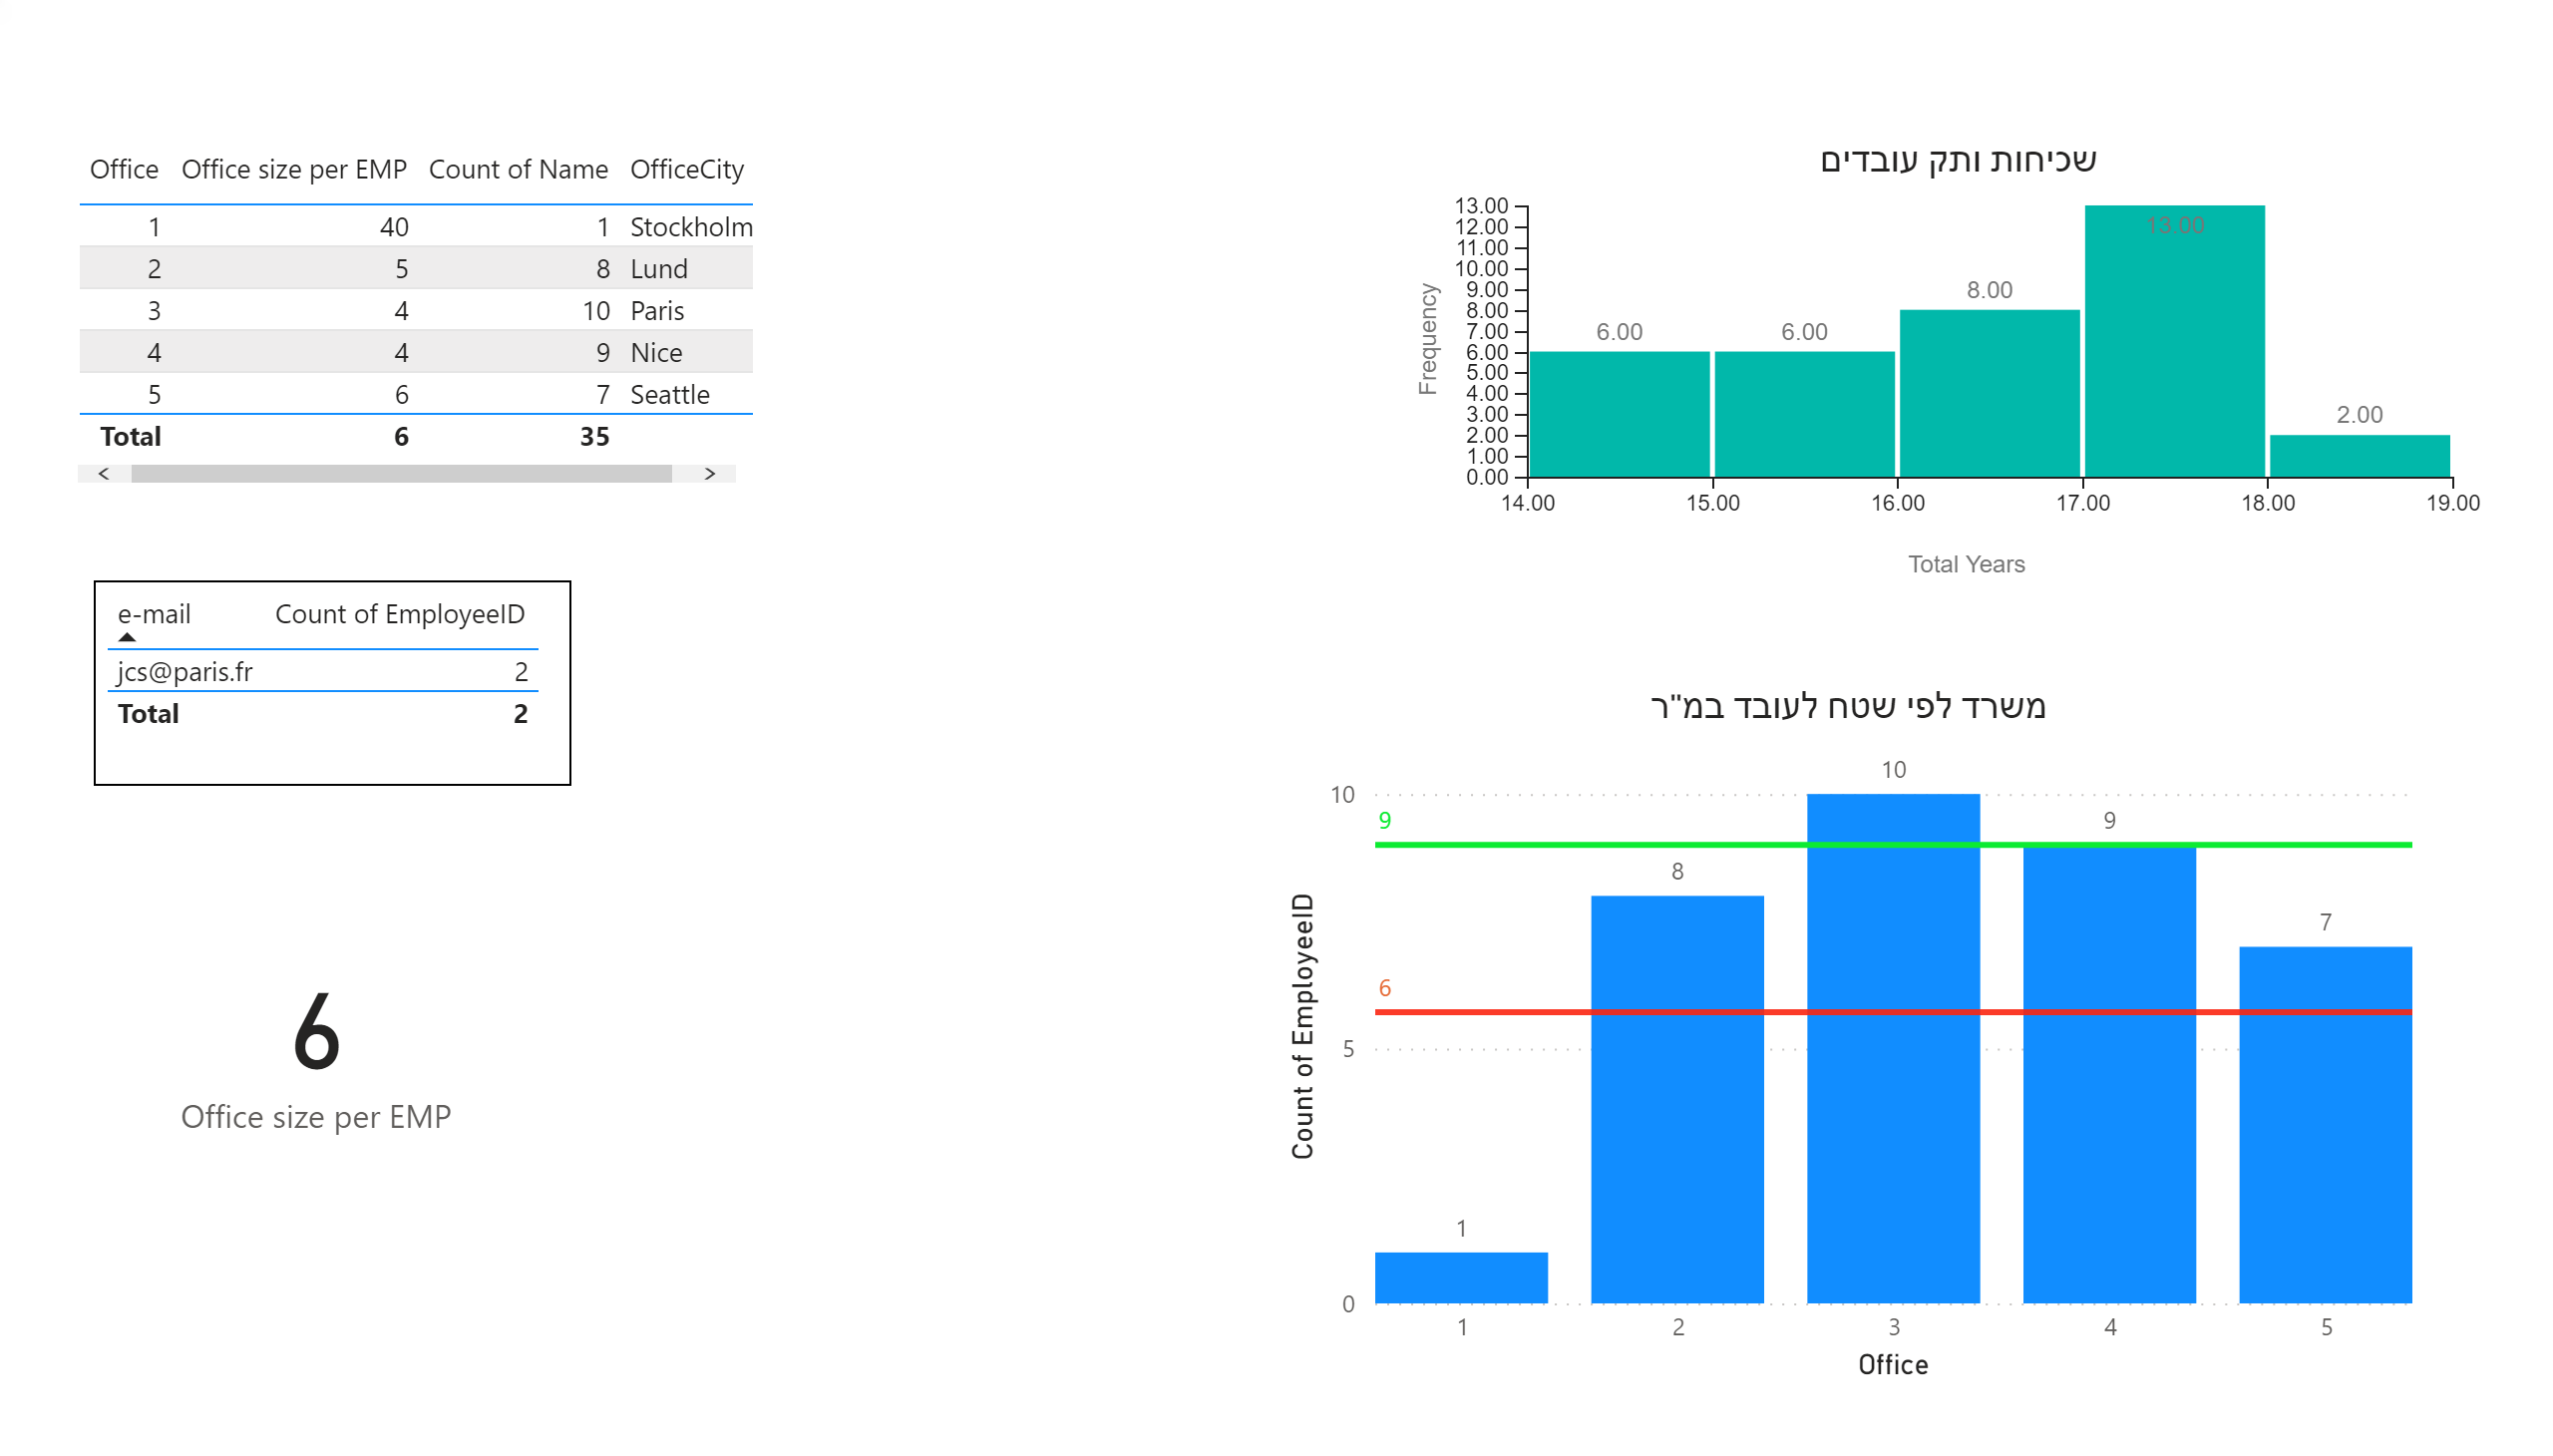 Office Office size per EMP Count of Name OfficeCity
1 40 1 Stockholm
2 5 8 Lund
3 4 10 Paris
4 4 9 Nice
5 6 7 Seattle
Total 6 35
e-mail Count of EmployeeID
jcs@paris.fr 2
Total 2
6
Office size per EMP
שכיחות ותק עובדים
Frequency
13.00
12.00
11.00
10.00
9.00
8.00
7.00
6.00
5.00
4.00
3.00
2.00
1.00
0.00
6.00 6.00 8.00 13.00 2.00
14.00 15.00 16.00 17.00 18.00 19.00
Total Years
משרד לפי שטח לעובד במ"ר
Count of EmployeeID
10
5
0
9
6
1 8 10 9 7
1 2 3 4 5
Office